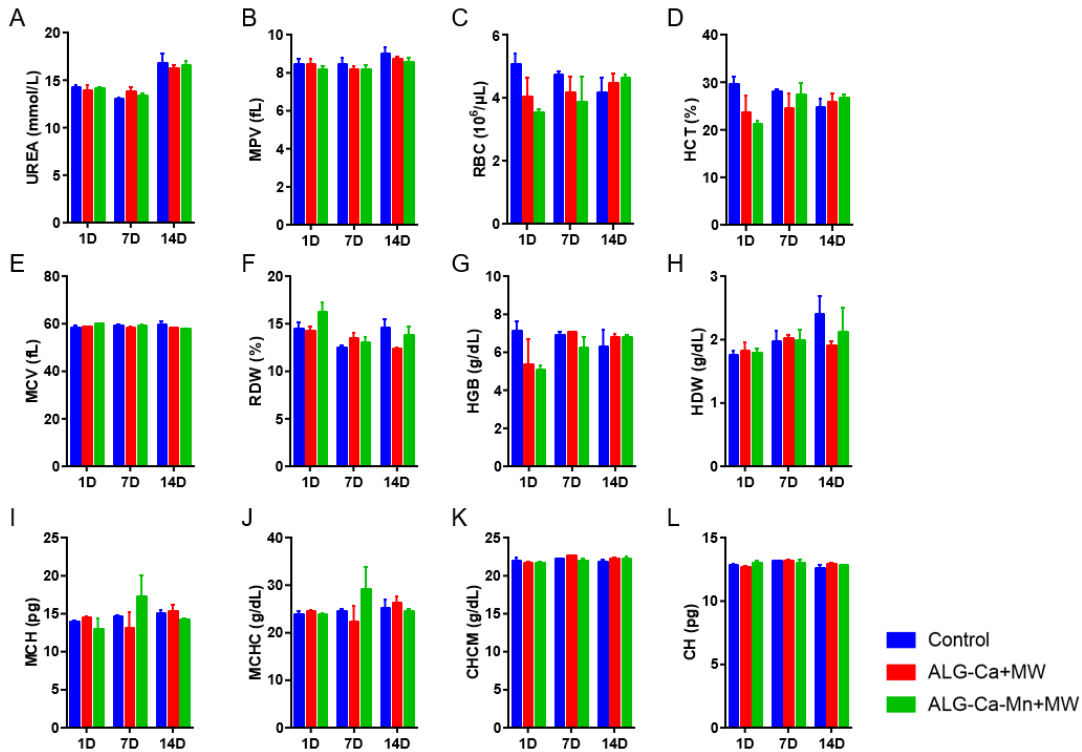 A
UREA (mmol/L)
20
15
10
5
0
1D 7D 14D
B
MPV (fL)
10
8
6
4
2
0
1D 7D 14D
C
RBC (10⁶/μL)
6
4
2
0
1D 7D 14D
D
HCT (%)
40
30
20
10
0
1D 7D 14D
E
MCV (fL)
80
60
40
20
0
1D 7D 14D
F
RDW (%)
20
15
10
5
0
1D 7D 14D
G
HGB (g/dL)
8
6
4
2
0
1D 7D 14D
H
HDW (g/dL)
3
2
1
0
1D 7D 14D
I
MCH (pg)
25
20
15
10
5
0
1D 7D 14D
J
MCHC (g/dL)
40
30
20
10
0
1D 7D 14D
K
CHCM (g/dL)
25
20
15
10
5
0
1D 7D 14D
L
CH (pg)
15
10
5
0
1D 7D 14D
Control
ALG-Ca+MW
ALG-Ca-Mn+MW